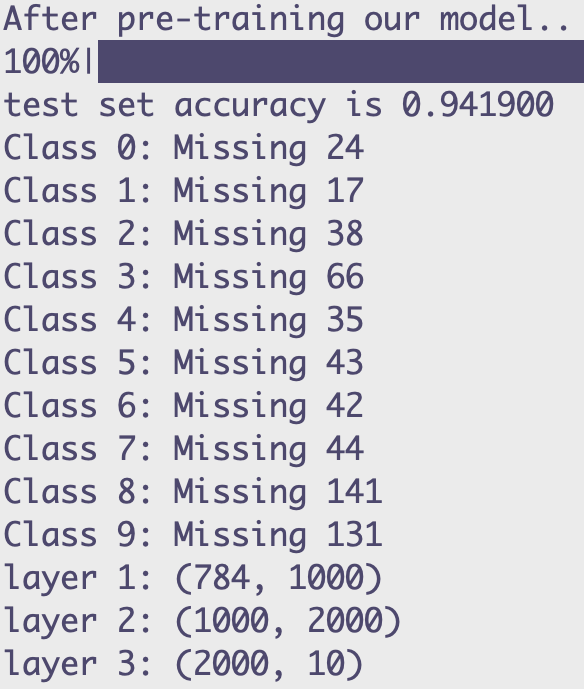 After pre-training our model..
100%|
test set accuracy is 0.941900
Class 0: Missing 24
Class 1: Missing 17
Class 2: Missing 38
Class 3: Missing 66
Class 4: Missing 35
Class 5: Missing 43
Class 6: Missing 42
Class 7: Missing 44
Class 8: Missing 141
Class 9: Missing 131
layer 1: (784, 1000)
layer 2: (1000, 2000)
layer 3: (2000, 10)